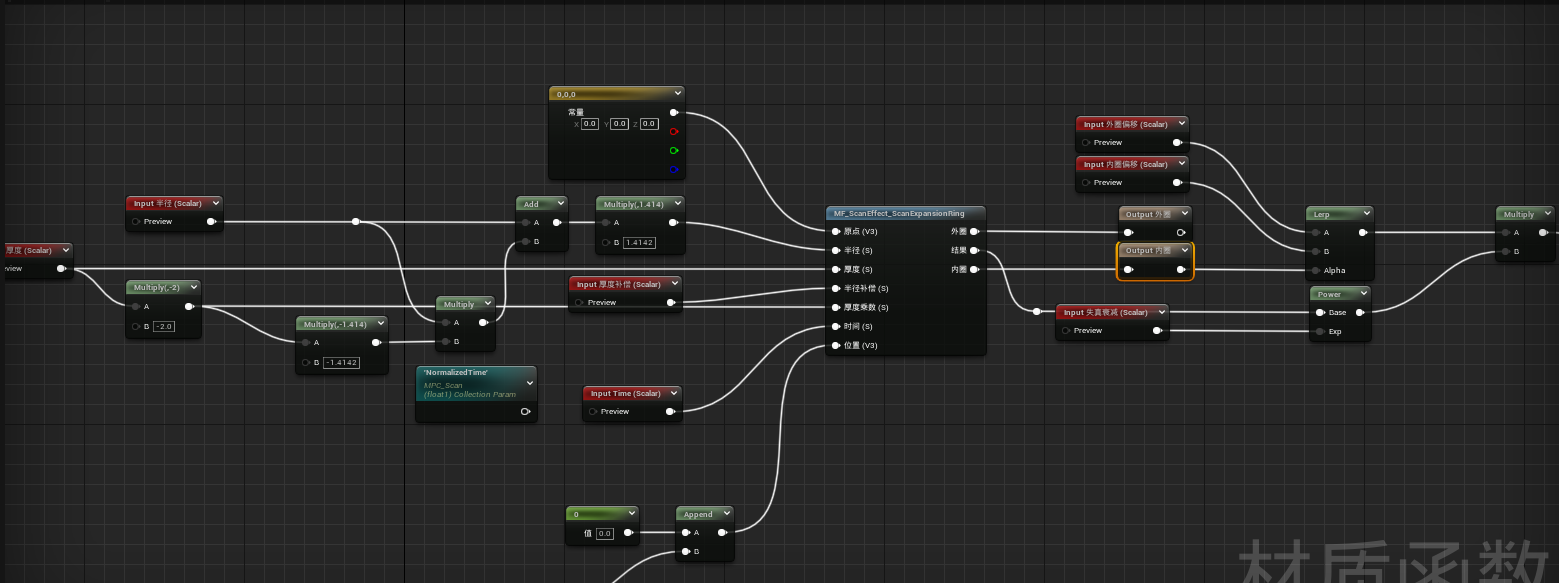 0,0,0
常量
X 0.0 Y 0.0 Z 0.0
Input 外圈偏移 (Scalar)
Preview
Input 内圈偏移 (Scalar)
Preview
Input 半径 (Scalar)
Preview
Add
A
B
Multiply(,1.414)
A
B 1.4142
MF_ScanEffect_ScanExpansionRing
原点 (V3) 外圈
半径 (S) 结果
厚度 (S) 内圈
半径补偿 (S)
厚度乘数 (S)
时间 (S)
位置 (V3)
Output 外圈
Output 内圈
Lerp
A
B
Alpha
Multiply
A
B
厚度 (Scalar)
view
Multiply(,-2)
A
B -2.0
Input 厚度补偿 (Scalar)
Preview
Multiply
A
B
Multiply(,-1.414)
A
B -1.4142
Input 失真衰减 (Scalar)
Preview
Power
Base
Exp
'NormalizedTime'
MPC_Scan
(float1) Collection Param
Input Time (Scalar)
Preview
0
值 0.0
Append
A
B
材质函数